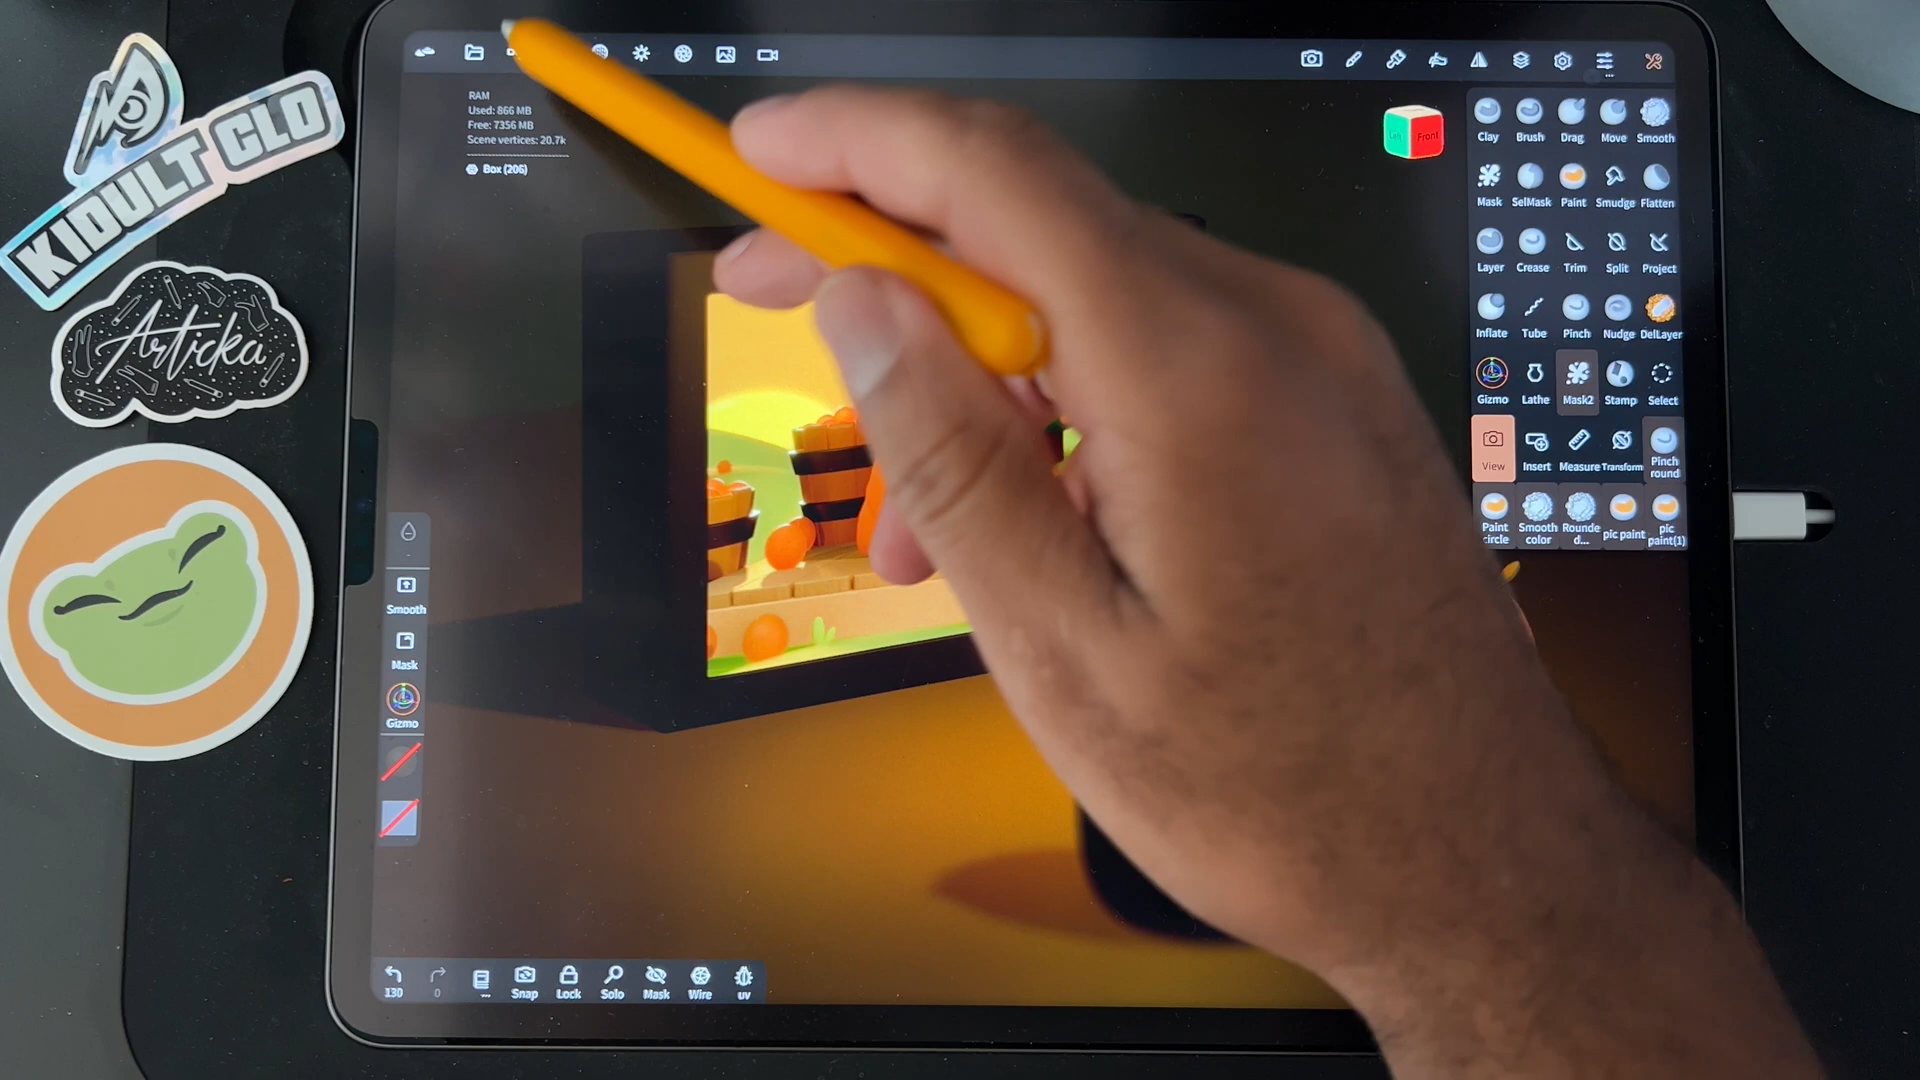 KIDULT CLO
Articka
RAM
Used: 866 MB
Free: 7356 MB
Scene vertices: 20.7k
Box (206)
Front
Clay Brush Drag Move Smooth
Mask SelMask Paint Smudge Flatten
Layer Crease Trim Split Project
Inflate Tube Pinch Nudge DelLayer
Gizmo Lathe Mask2 Stamp Select
View Insert Measure Transform Pinch
round
Paint Smooth Rounde pic paint pic
circle color d... paint(1)
Smooth
Mask
Gizmo
130 0 ... Snap Lock Solo Mask Wire uv